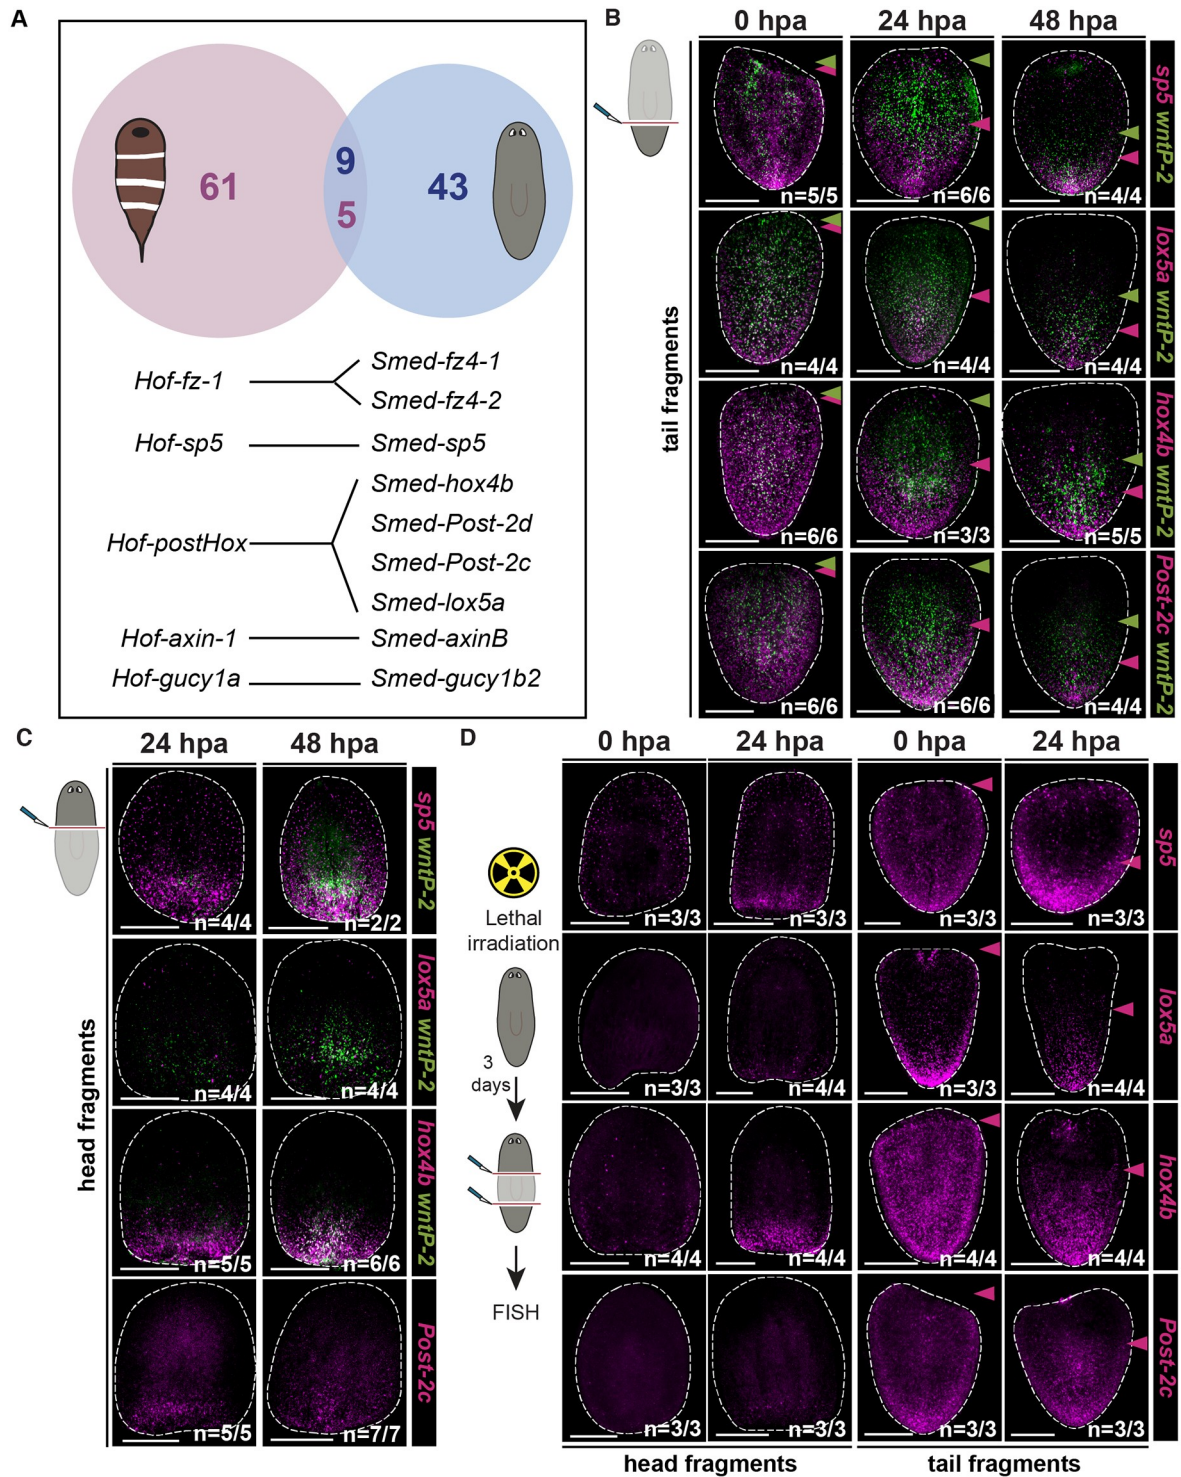 A
61
9
5
43
Hof-fz-1
Smed-fz4-1
Smed-fz4-2
Hof-sp5
Smed-sp5
Hof-postHox
Smed-hox4b
Smed-Post-2d
Smed-Post-2c
Smed-lox5a
Hof-axin-1
Smed-axinB
Hof-gucy1a
Smed-gucy1b2
B
0 hpa
24 hpa
48 hpa
tail fragments
n=5/5
n=6/6
n=4/4
sp5 wntP-2
n=4/4
n=4/4
n=4/4
lox5a wntP-2
n=6/6
n=3/3
n=5/5
hox4b wntP-2
n=6/6
n=6/6
n=4/4
Post-2c wntP-2
C
24 hpa
48 hpa
head fragments
n=4/4
n=2/2
sp5 wntP-2
n=4/4
n=4/4
lox5a wntP-2
n=5/5
n=6/6
hox4b wntP-2
n=5/5
n=7/7
Post-2c
D
0 hpa
24 hpa
0 hpa
24 hpa
Lethal
irradiation
3
days
FISH
n=3/3
n=3/3
n=3/3
n=3/3
sp5
n=3/3
n=4/4
n=3/3
n=4/4
lox5a
n=4/4
n=4/4
n=4/4
n=4/4
hox4b
n=3/3
n=3/3
n=3/3
n=3/3
Post-2c
head fragments
tail fragments